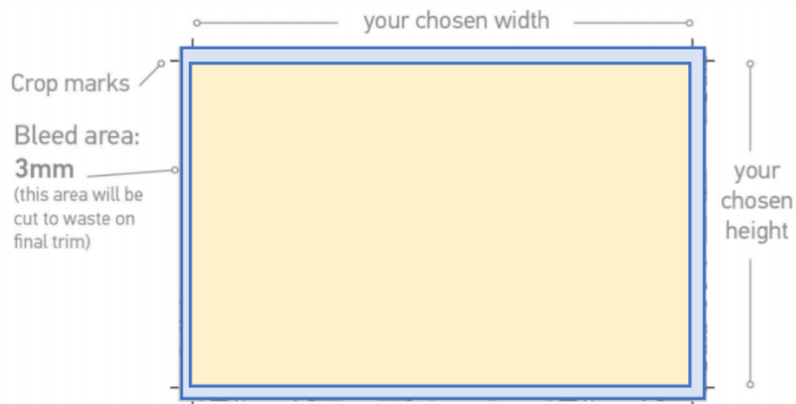 your chosen width
Crop marks
Bleed area:
3mm
(this area will be
cut to waste on
final trim)
your
chosen
height